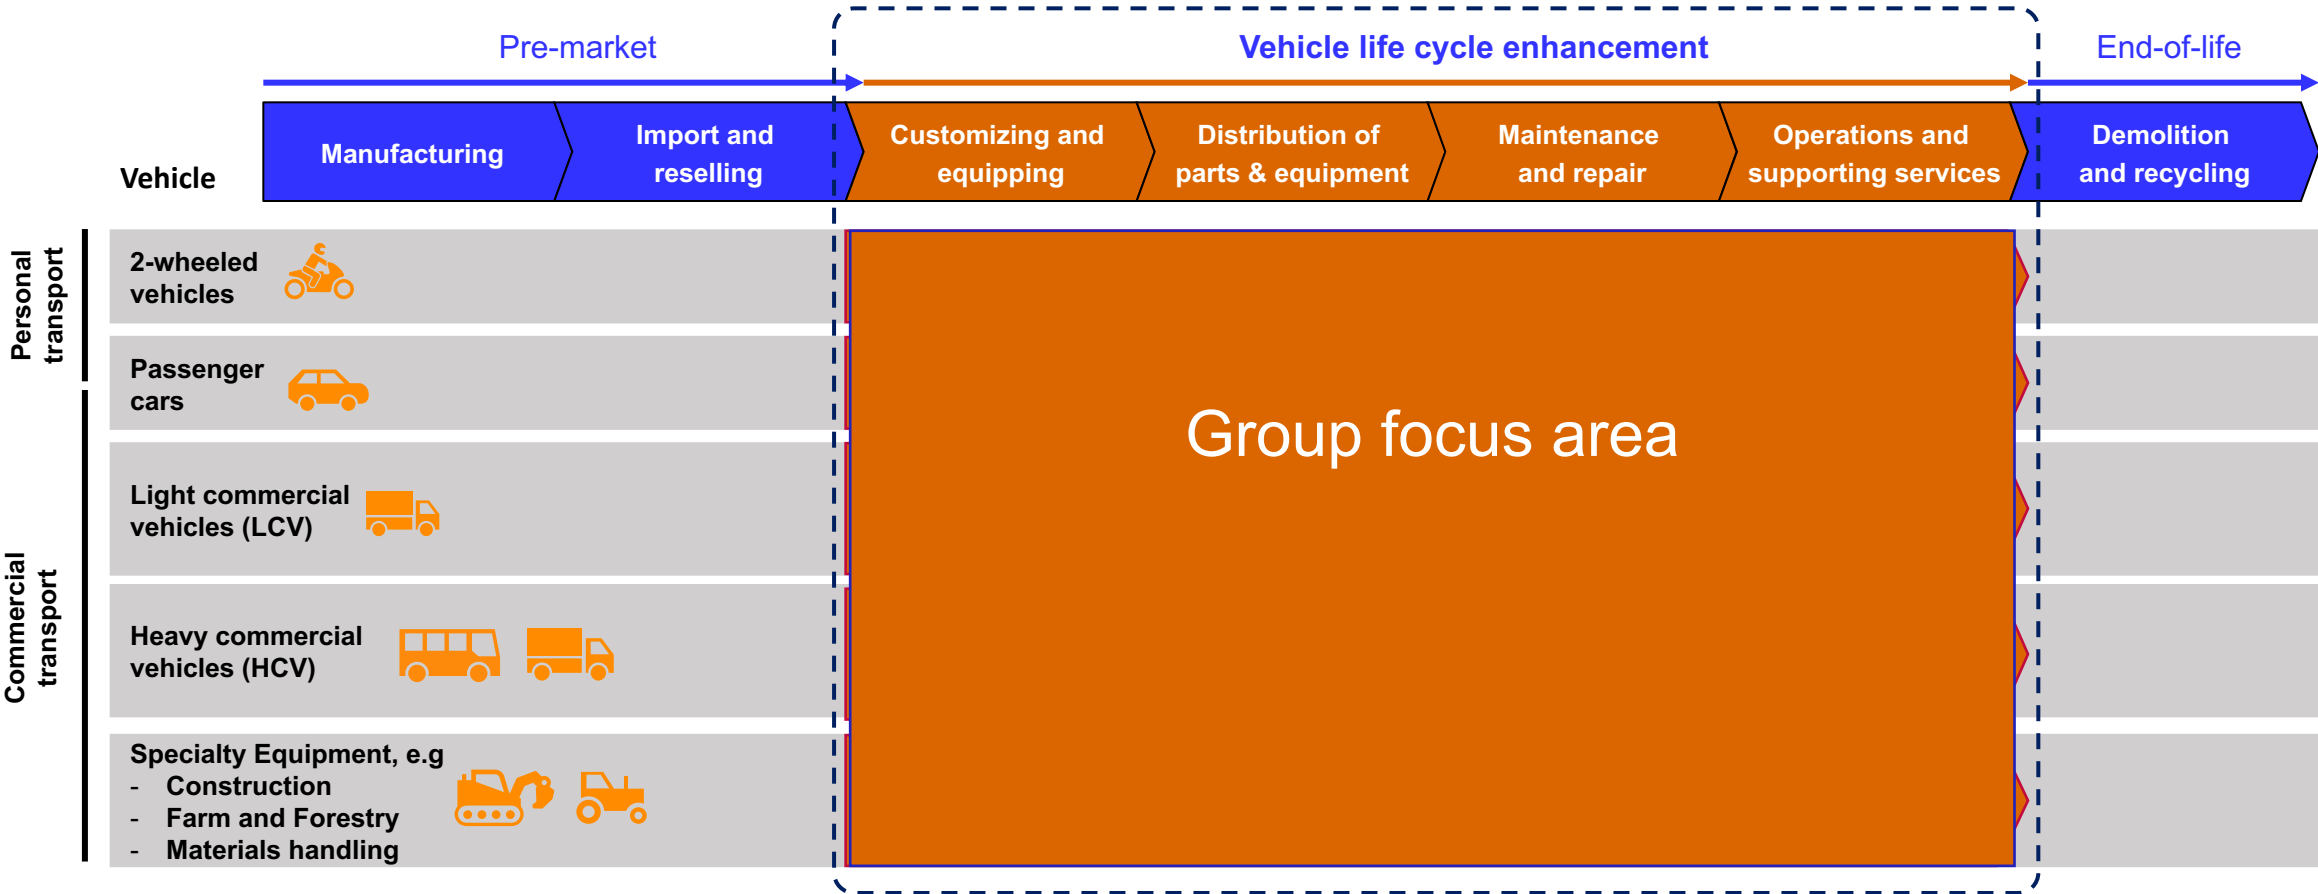 Pre-market
Vehicle life cycle enhancement
End-of-life
Vehicle
Manufacturing
Import and
reselling
Customizing and
equipping
Distribution of
parts & equipment
Maintenance
and repair
Operations and
supporting services
Demolition
and recycling
Personal
transport
2-wheeled
vehicles
Passenger
cars
Commercial
transport
Light commercial
vehicles (LCV)
Heavy commercial
vehicles (HCV)
Specialty Equipment, e.g
- Construction
- Farm and Forestry
- Materials handling
Group focus area